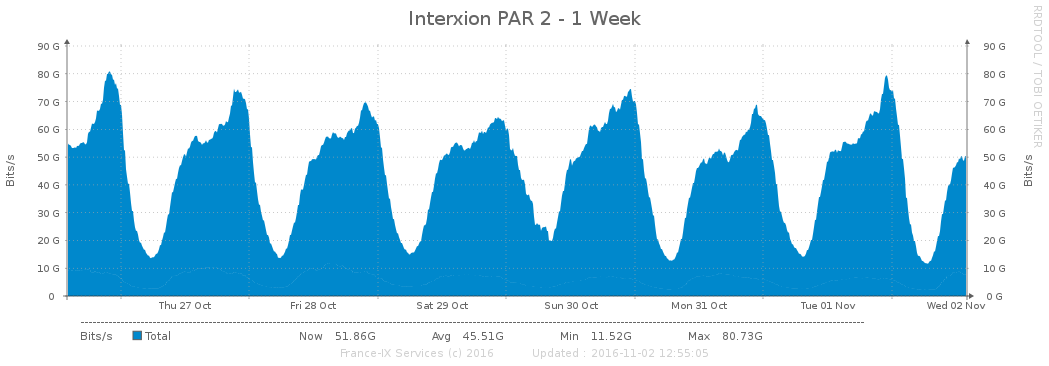 Interxion PAR 2 - 1 Week
RRDTOOL / TOBI OETIKER
90 G
80 G
70 G
60 G
50 G
40 G
30 G
20 G
10 G
0
Bits/s
90 G
80 G
70 G
60 G
50 G
40 G
30 G
20 G
10 G
0 G
Bits/s
Thu 27 Oct Fri 28 Oct Sat 29 Oct Sun 30 Oct Mon 31 Oct Tue 01 Nov Wed 02 Nov
Bits/s Total Now 51.86G Avg 45.51G Min 11.52G Max 80.73G
France-IX Services (c) 2016 Updated : 2016-11-02 12:55:05